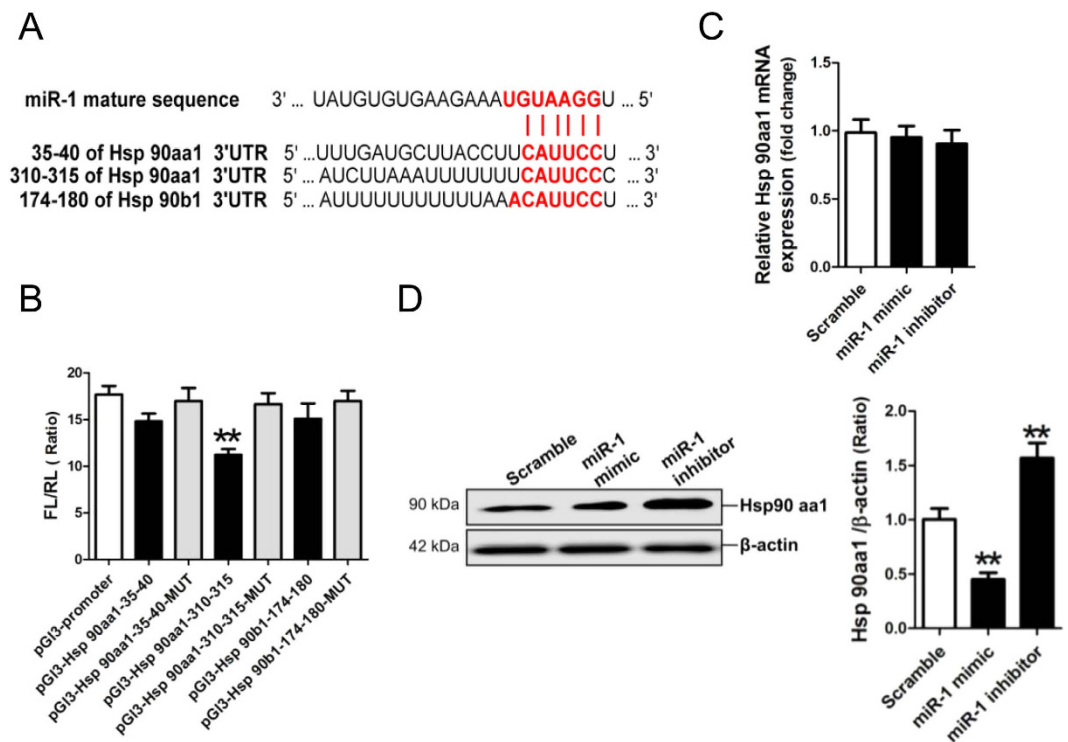 A
miR-1 mature sequence 3' ... UAUGUGUGAAGAAAUGUAAGGU ... 5'
35-40 of Hsp 90aa1 3'UTR 5' ...UUUGAUGCUUACCUUCAUUCCU ... 3'
310-315 of Hsp 90aa1 3'UTR 5' ... AUCUUAAAUUUUUUUCAUUCCC ... 3'
174-180 of Hsp 90b1 3'UTR 5' ... AUUUUUUUUUUUAAACAUUCCU ... 3'
C
Relative Hsp 90aa1 mRNA
expression (fold change)
1.5
1.0
0.5
0.0
Scramble
miR-1 mimic
miR-1 inhibitor
B
FL/RL ( Ratio)
20
15
10
5
0
**
pGl3-promoter
pGl3-Hsp 90aa1-35-40
pGl3-Hsp 90aa1-35-40-MUT
pGl3-Hsp 90aa1-310-315
pGl3-Hsp 90aa1-310-315-MUT
pGl3-Hsp 90b1-174-180
pGl3-Hsp 90b1-174-180-MUT
D
Scramble
miR-1
mimic
miR-1
inhibitor
90 kDa
Hsp90 aa1
42 kDa
β-actin
Hsp 90aa1 /β-actin (Ratio)
2.0
1.5
1.0
0.5
0.0
**
**
Scramble
miR-1 mimic
miR-1 inhibitor